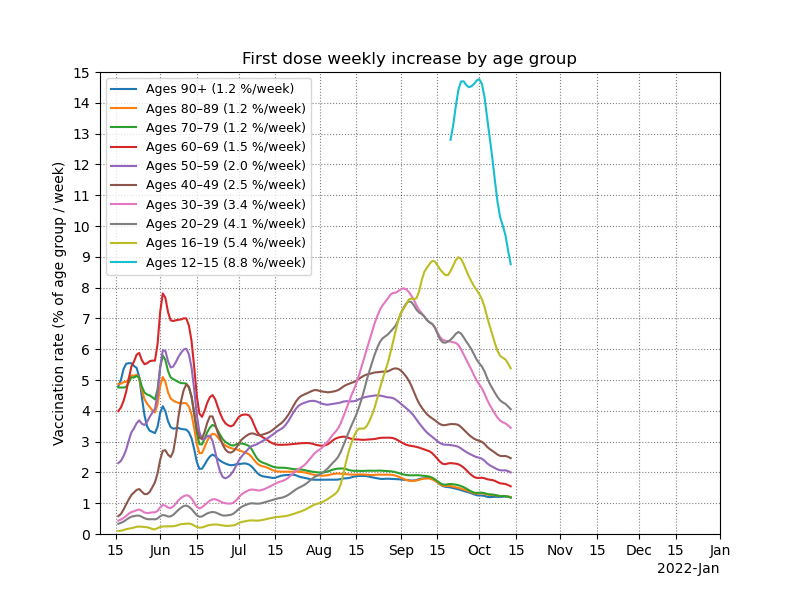 First dose weekly increase by age group
Vaccination rate (% of age group / week)
15
14
13
12
11
10
9
8
7
6
5
4
3
2
1
0
Ages 90+ (1.2 %/week)
Ages 80–89 (1.2 %/week)
Ages 70–79 (1.2 %/week)
Ages 60–69 (1.5 %/week)
Ages 50–59 (2.0 %/week)
Ages 40–49 (2.5 %/week)
Ages 30–39 (3.4 %/week)
Ages 20–29 (4.1 %/week)
Ages 16–19 (5.4 %/week)
Ages 12–15 (8.8 %/week)
15 Jun 15 Jul 15 Aug 15 Sep 15 Oct 15 Nov 15 Dec 15 Jan
2022-Jan